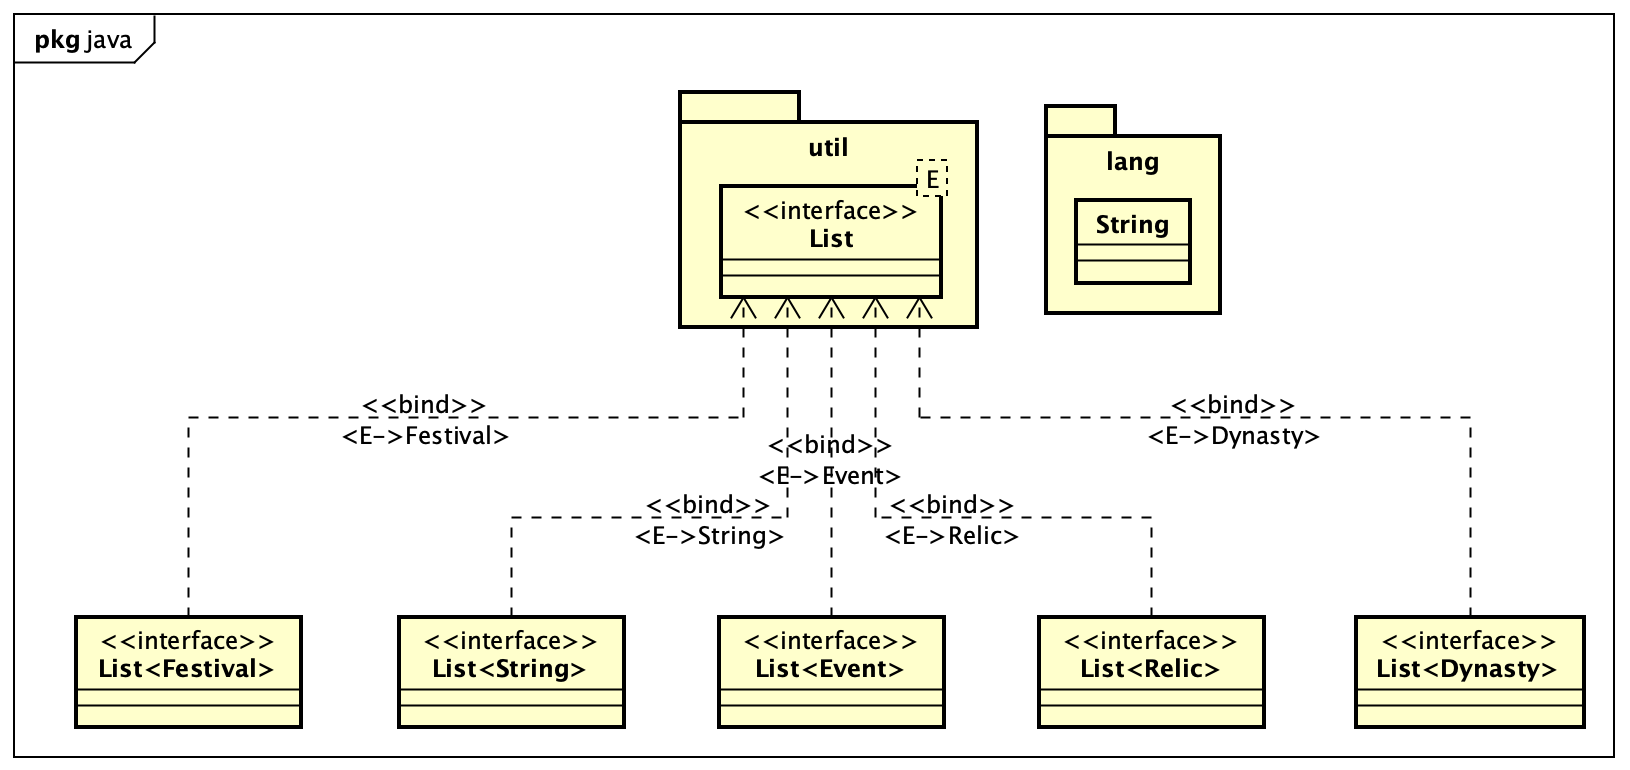 pkg java
util
E
<<interface>>
List
lang
String
<<bind>>
<E->Festival>
<<bind>>
<E->Dynasty>
<<bind>>
<E->Event>
<<bind>>
<E->String>
<<bind>>
<E->Relic>
<<interface>>
List<Festival>
<<interface>>
List<String>
<<interface>>
List<Event>
<<interface>>
List<Relic>
<<interface>>
List<Dynasty>